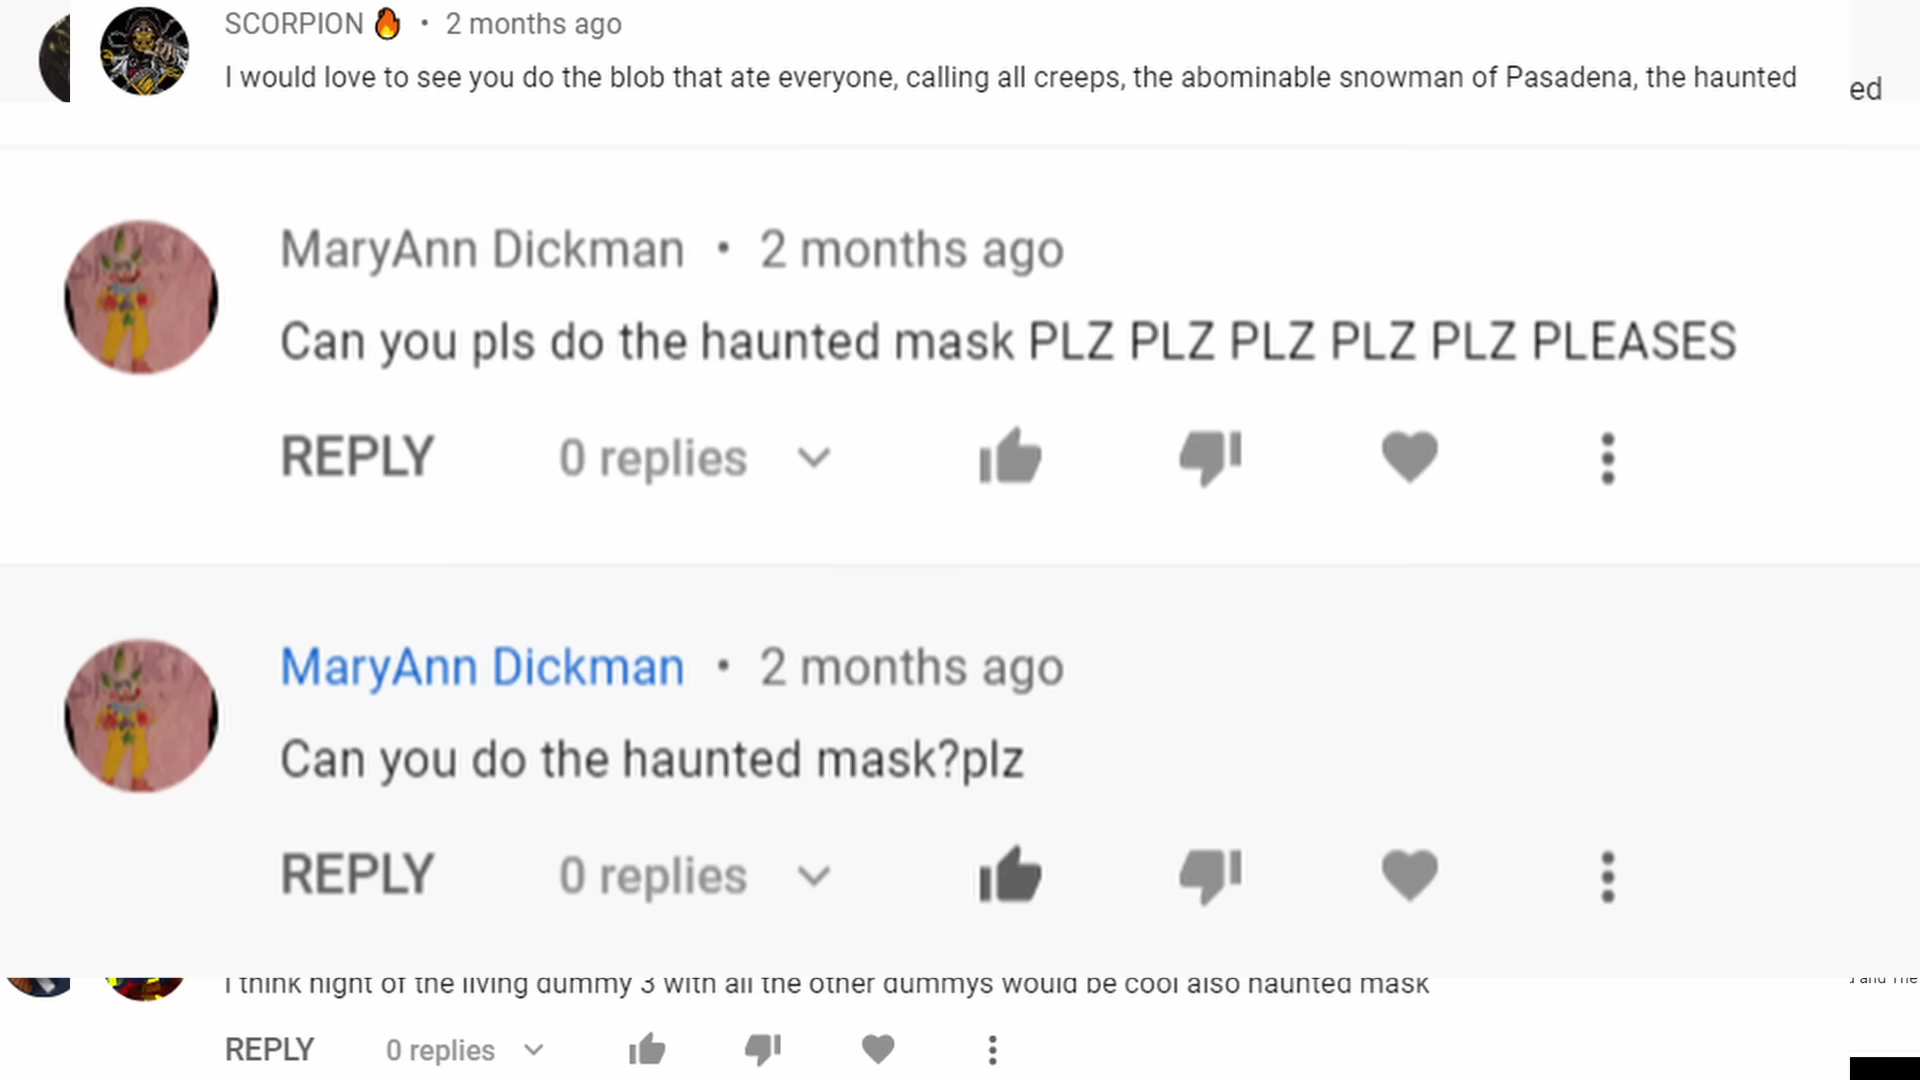 SCORPION🔥 • 2 months ago
I would love to see you do the blob that ate everyone, calling all creeps, the abominable snowman of Pasadena, the haunted
ed
MaryAnn Dickman • 2 months ago
Can you pls do the haunted mask PLZ PLZ PLZ PLZ PLZ PLEASES
REPLY 0 replies
MaryAnn Dickman • 2 months ago
Can you do the haunted mask?plz
REPLY 0 replies
I think night of the living dummy 3 with all the other dummys would be cool also haunted mask
and The
REPLY 0 replies